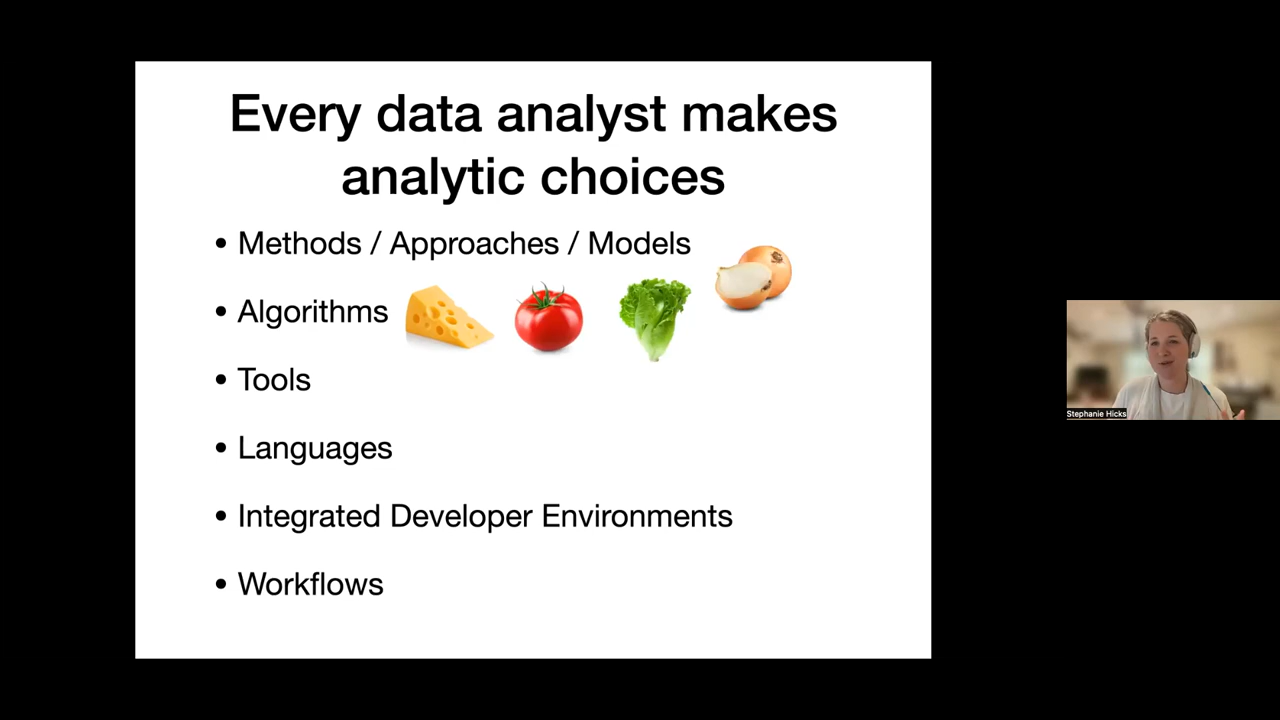 Every data analyst makes
analytic choices
• Methods / Approaches / Models
• Algorithms
• Tools
• Languages
• Integrated Developer Environments
• Workflows
Stephanie Hicks